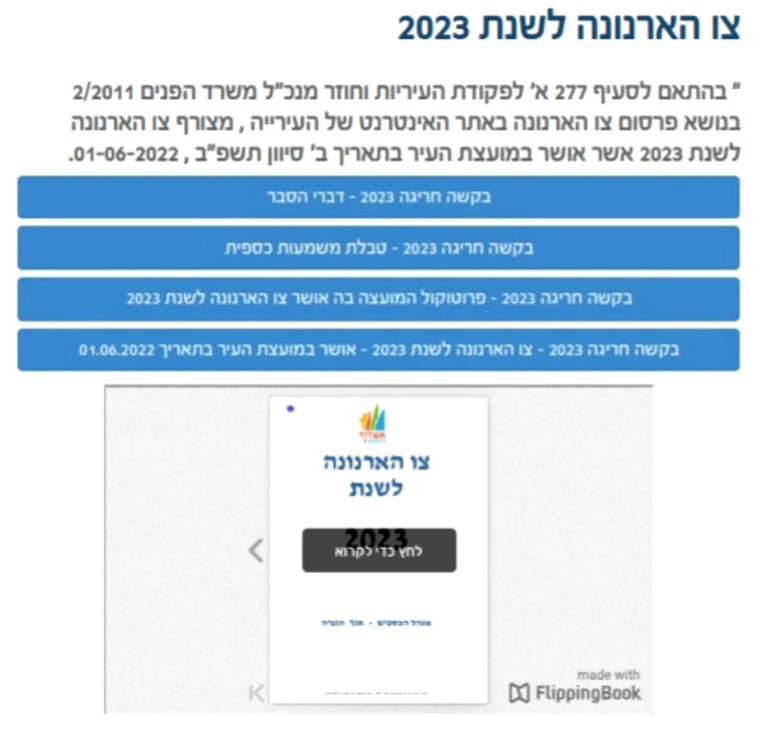 צו הארנונה לשנת 2023
" בהתאם לסעיף 277 א' לפקודת העיריות וחוזר מנכ"ל משרד הפנים 2/2011
בנושא פרסום צו הארנונה באתר האינטרנט של העירייה , מצורף צו הארנונה
לשנת 2023 אשר אושר במועצת העיר בתאריך ב' סיוון תשפ"ב , 01-06-2022.
בקשה חריגה 2023 - דברי הסבר
בקשה חריגה 2023 - טבלת משמעות כספית
בקשה חריגה 2023 - פרוטוקול המועצה בה אושר צו הארנונה לשנת 2023
בקשה חריגה 2023 - צו הארנונה לשנת 2023 - אושר במועצת העיר בתאריך 01.06.2022
אשדוד
צו הארנונה
לשנת
2023
לחץ כדי לקרוא
מנהל הכספים - אגף הגביה
made with
FlippingBook